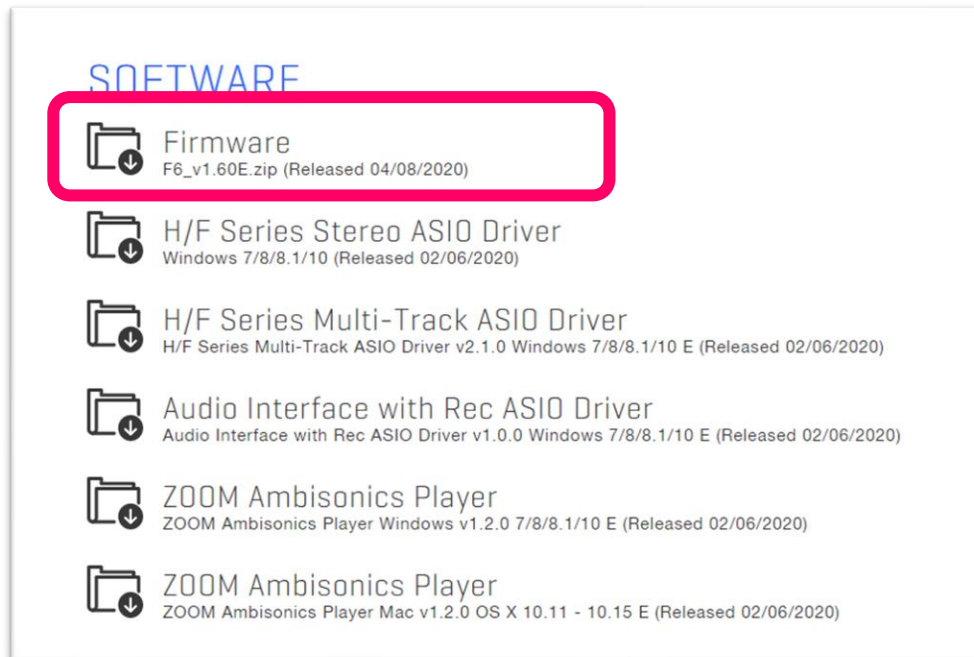 SOFTWARE
Firmware
F6_v1.60E.zip (Released 04/08/2020)
H/F Series Stereo ASIO Driver
Windows 7/8/8.1/10 (Released 02/06/2020)
H/F Series Multi-Track ASIO Driver
H/F Series Multi-Track ASIO Driver v2.1.0 Windows 7/8/8.1/10 E (Released 02/06/2020)
Audio Interface with Rec ASIO Driver
Audio Interface with Rec ASIO Driver v1.0.0 Windows 7/8/8.1/10 E (Released 02/06/2020)
ZOOM Ambisonics Player
ZOOM Ambisonics Player Windows v1.2.0 7/8/8.1/10 E (Released 02/06/2020)
ZOOM Ambisonics Player
ZOOM Ambisonics Player Mac v1.2.0 OS X 10.11 - 10.15 E (Released 02/06/2020)